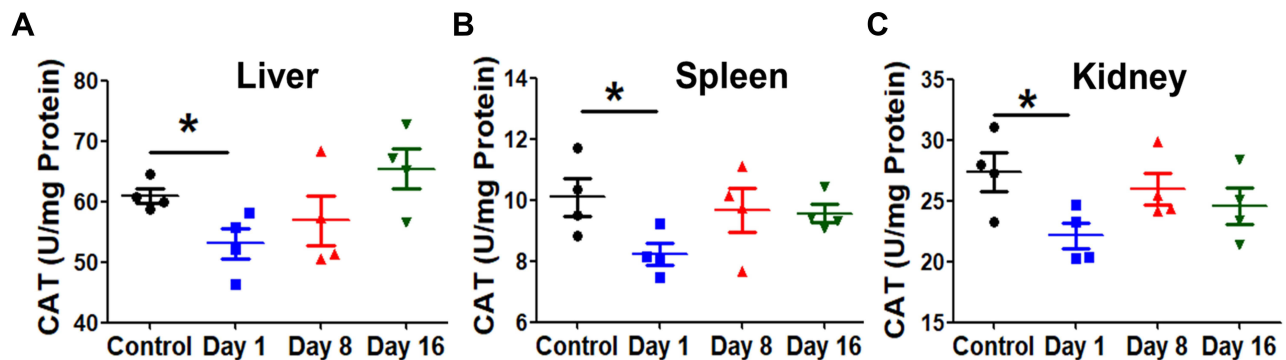 A
Liver
CAT (U/mg Protein)
80
70
60
50
40
*
Control Day 1 Day 8 Day 16
B
Spleen
CAT (U/mg Protein)
14
12
10
8
6
*
Control Day 1 Day 8 Day 16
C
Kidney
CAT (U/mg Protein)
35
30
25
20
15
*
Control Day 1 Day 8 Day 16